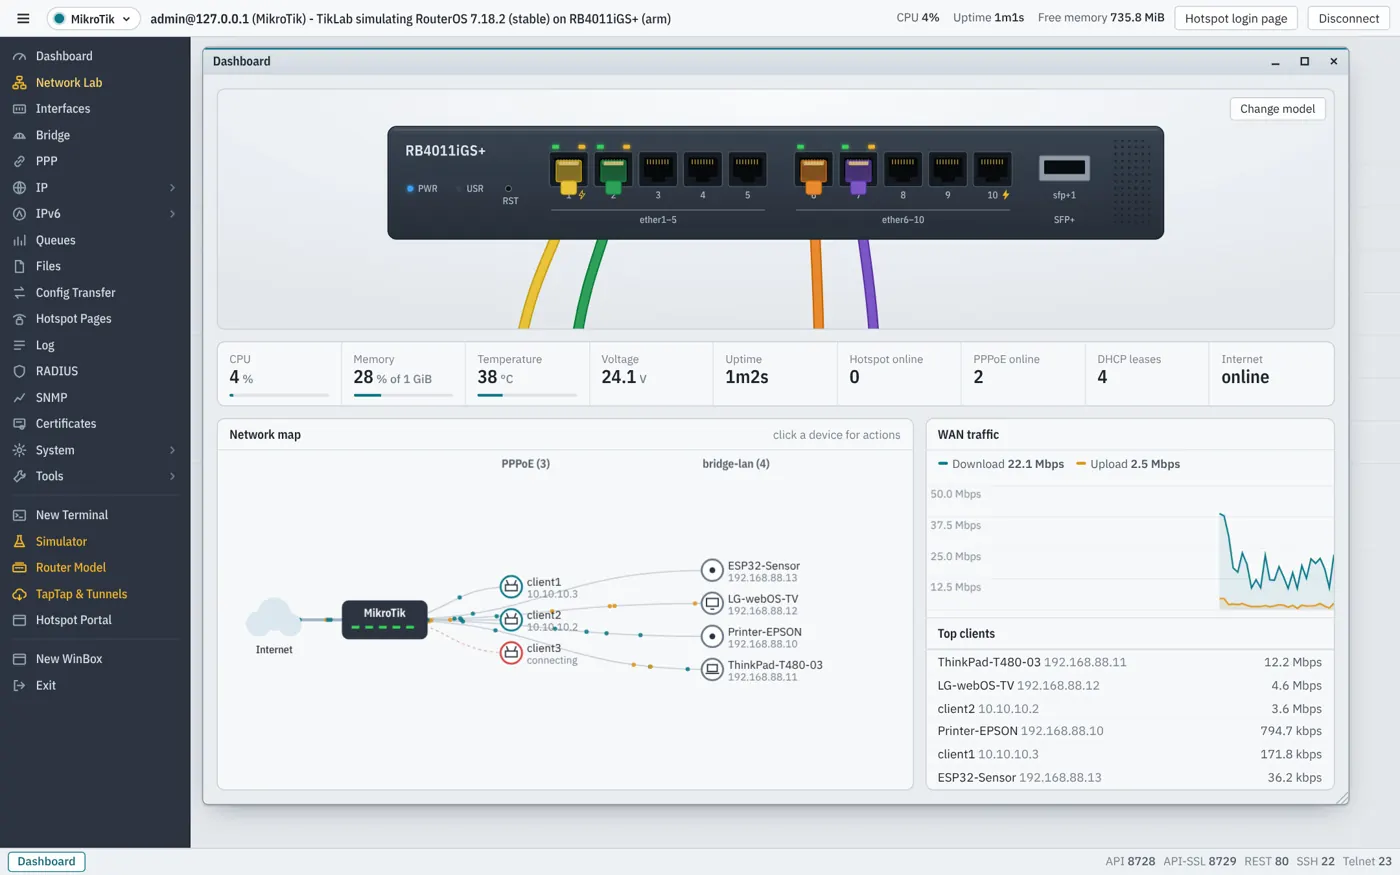 MikroTik
admin@127.0.0.1 (MikroTik) - TikLab simulating RouterOS 7.18.2 (stable) on RB4011iGS+ (arm)
CPU 4% Uptime 1m1s Free memory 735.8 MiB
Hotspot login page
Disconnect
Dashboard
Network Lab
Interfaces
Bridge
PPP
IP
IPv6
Queues
Files
Config Transfer
Hotspot Pages
Log
RADIUS
SNMP
Certificates
System
Tools
New Terminal
Simulator
Router Model
TapTap & Tunnels
Hotspot Portal
New WinBox
Exit
Dashboard
Change model
RB4011iGS+
PWR USR RST
3 4 5
8 9 10
ether1–5
ether6–10
sfp+1
SFP+
CPU
4 %
Memory
28 % of 1 GiB
Temperature
38 °C
Voltage
24.1 V
Uptime
1m2s
Hotspot online
0
PPPoE online
2
DHCP leases
4
Internet
online
Network map
click a device for actions
PPPoE (3)
bridge-lan (4)
Internet
MikroTik
client1
10.10.10.3
client2
10.10.10.2
client3
connecting
ESP32-Sensor
192.168.88.13
LG-webOS-TV
192.168.88.12
Printer-EPSON
192.168.88.10
ThinkPad-T480-03
192.168.88.11
WAN traffic
Download 22.1 Mbps Upload 2.5 Mbps
50.0 Mbps
37.5 Mbps
25.0 Mbps
12.5 Mbps
Top clients
ThinkPad-T480-03 192.168.88.11 12.2 Mbps
LG-webOS-TV 192.168.88.12 4.6 Mbps
client2 10.10.10.2 3.6 Mbps
Printer-EPSON 192.168.88.10 794.7 kbps
client1 10.10.10.3 171.8 kbps
ESP32-Sensor 192.168.88.13 36.2 kbps
Dashboard
API 8728 API-SSL 8729 REST 80 SSH 22 Telnet 23